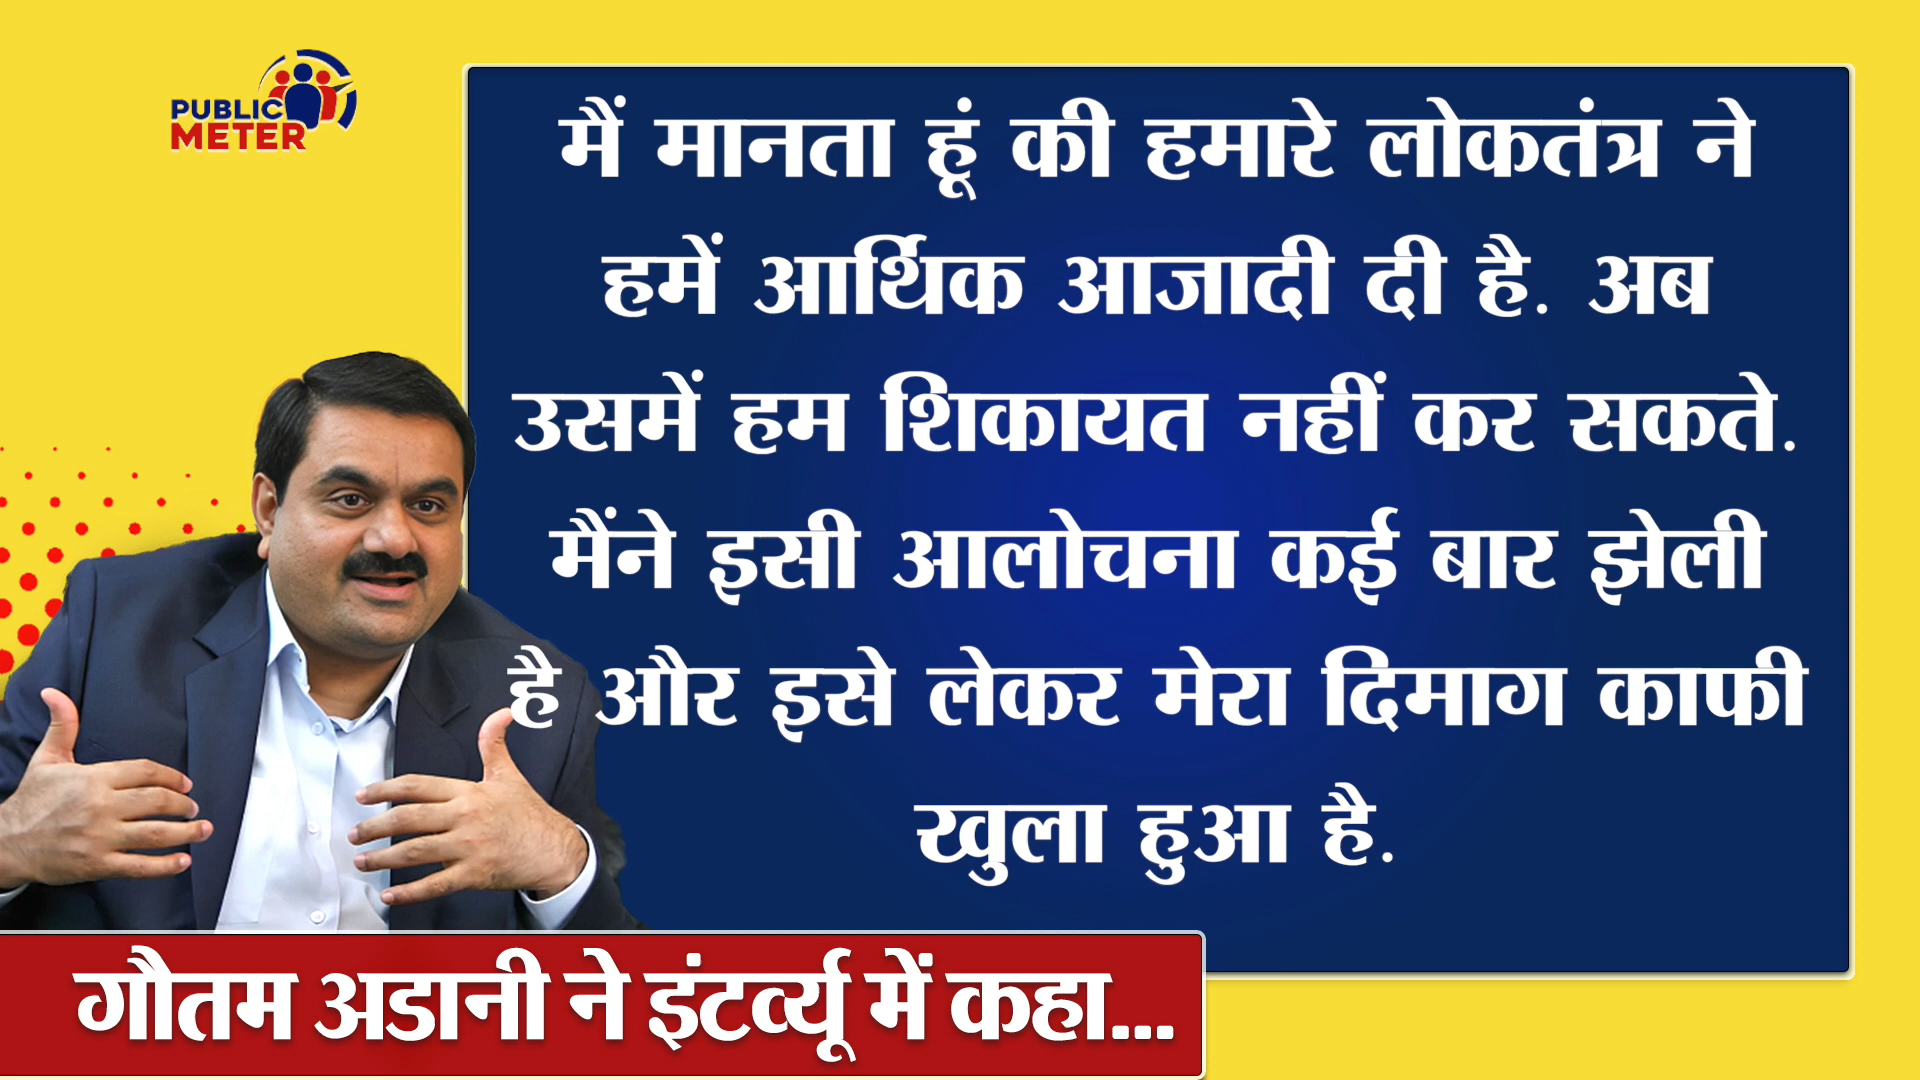 PUBLIC
METER
मैं मानता हूं की हमारे लोकतंत्र ने
हमें आर्थिक आजादी दी है. अब
उसमें हम शिकायत नहीं कर सकते.
मैंने इसी आलोचना कई बार झेली
है और इसे लेकर मेरा दिमाग काफी
खुला हुआ है.
गौतम अडानी ने इंटर्व्यू में कहा...